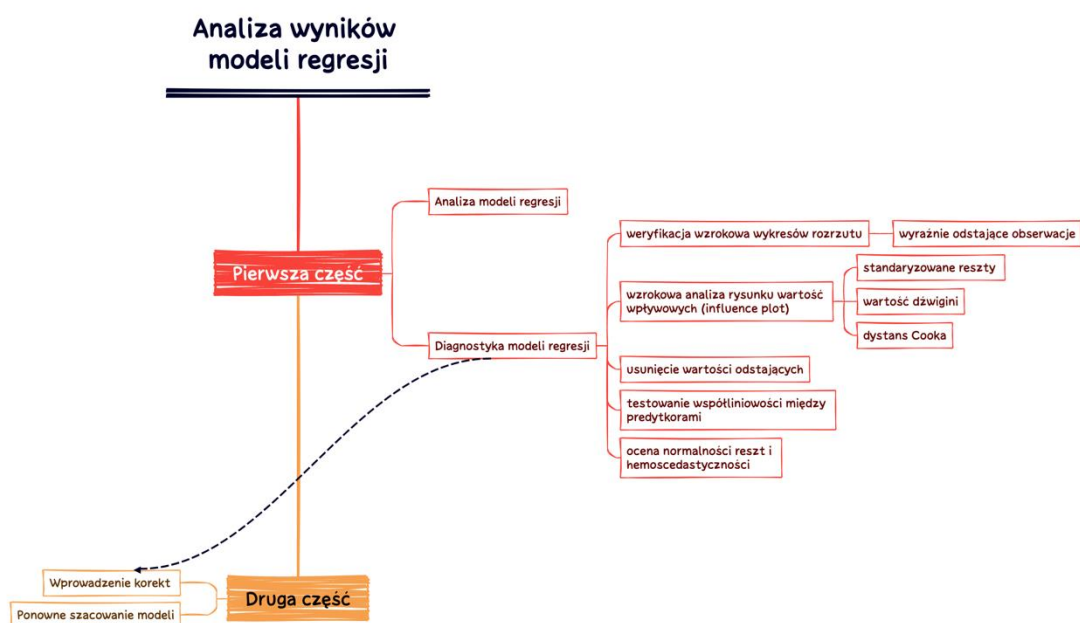 Analiza wyników
modeli regresji
Pierwsza część
Analiza modeli regresji
Diagnostyka modeli regresji
weryfikacja wzrokowa wykresów rozrzutu
wyraźnie odstające obserwacje
wzrokowa analiza rysunku wartość
wpływowych (influence plot)
standaryzowane reszty
wartość dźwigini
dystans Cooka
usunięcie wartości odstających
testowanie współliniowości między
predytkorami
ocena normalności reszt i
hemoscedastyczności
Druga część
Wprowadzenie korekt
Ponowne szacowanie modeli